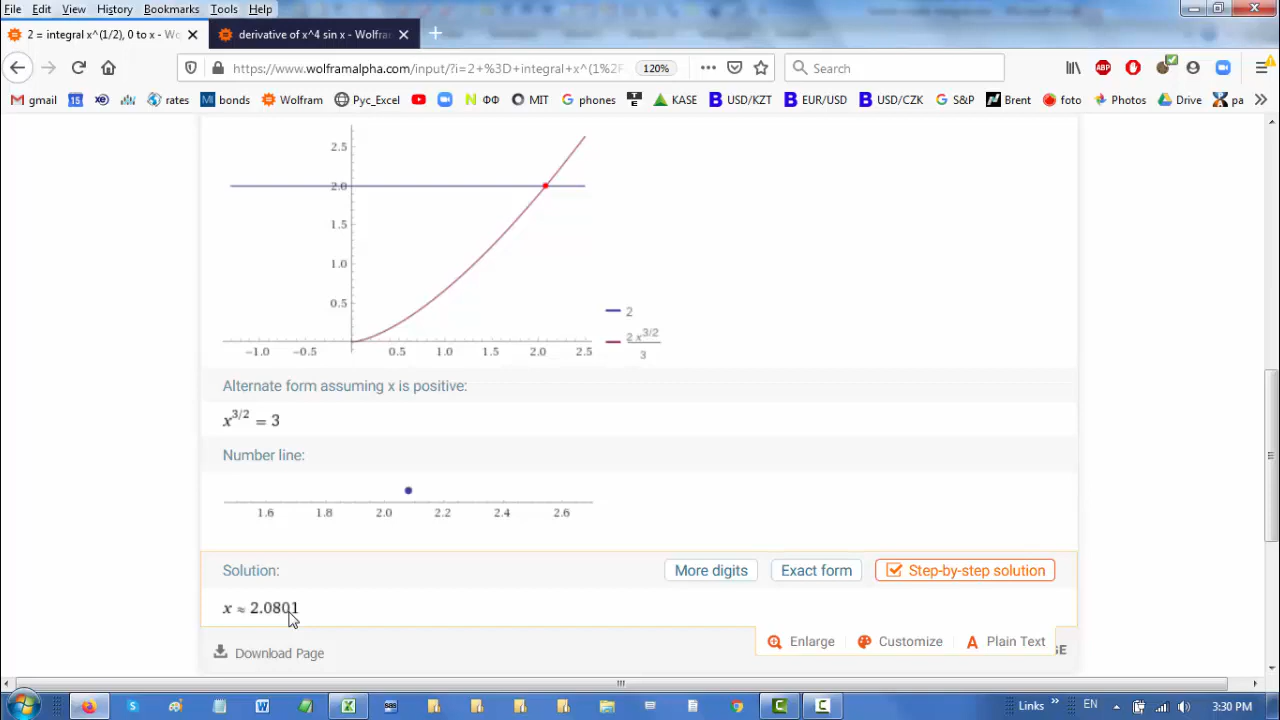 File Edit View History Bookmarks Tools Help
2 = integral x^(1/2), 0 to x - Wo
derivative of x^4 sin x - Wolfram
https://www.wolframalpha.com/input/?i=2+%3D+integral+x^(1%2F
120%
Search
gmail
15
rates
MI bonds
Wolfram
Рус_Excel
N ФФ
MIT
G phones
KASE
B USD/KZT
B EUR/USD
B USD/CZK
G S&P
Brent
foto
Photos
Drive
pa
2.5
2.0
1.5
1.0
0.5
-1.0 -0.5 0.5 1.0 1.5 2.0 2.5
2
2 x^3/2
3
Alternate form assuming x is positive:
x^3/2 = 3
Number line:
1.6 1.8 2.0 2.2 2.4 2.6
Solution:
More digits
Exact form
Step-by-step solution
x ≈ 2.0801
Enlarge
Customize
A Plain Text
Download Page
GE
Links
EN
3:30 PM